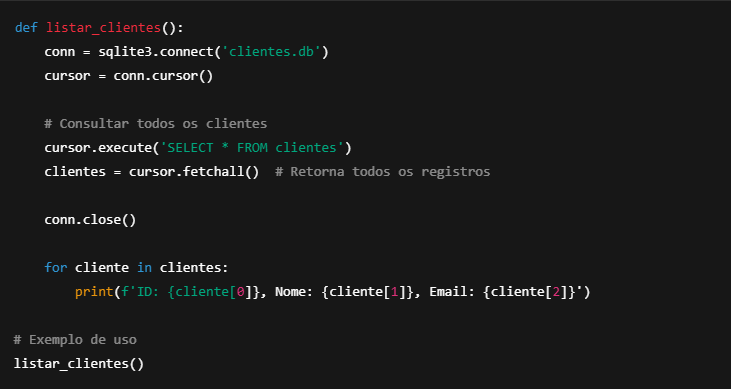 def listar_clientes():
    conn = sqlite3.connect('clientes.db')
    cursor = conn.cursor()

    # Consultar todos os clientes
    cursor.execute('SELECT * FROM clientes')
    clientes = cursor.fetchall()  # Retorna todos os registros

    conn.close()

    for cliente in clientes:
        print(f'ID: {cliente[0]}, Nome: {cliente[1]}, Email: {cliente[2]}')

# Exemplo de uso
listar_clientes()